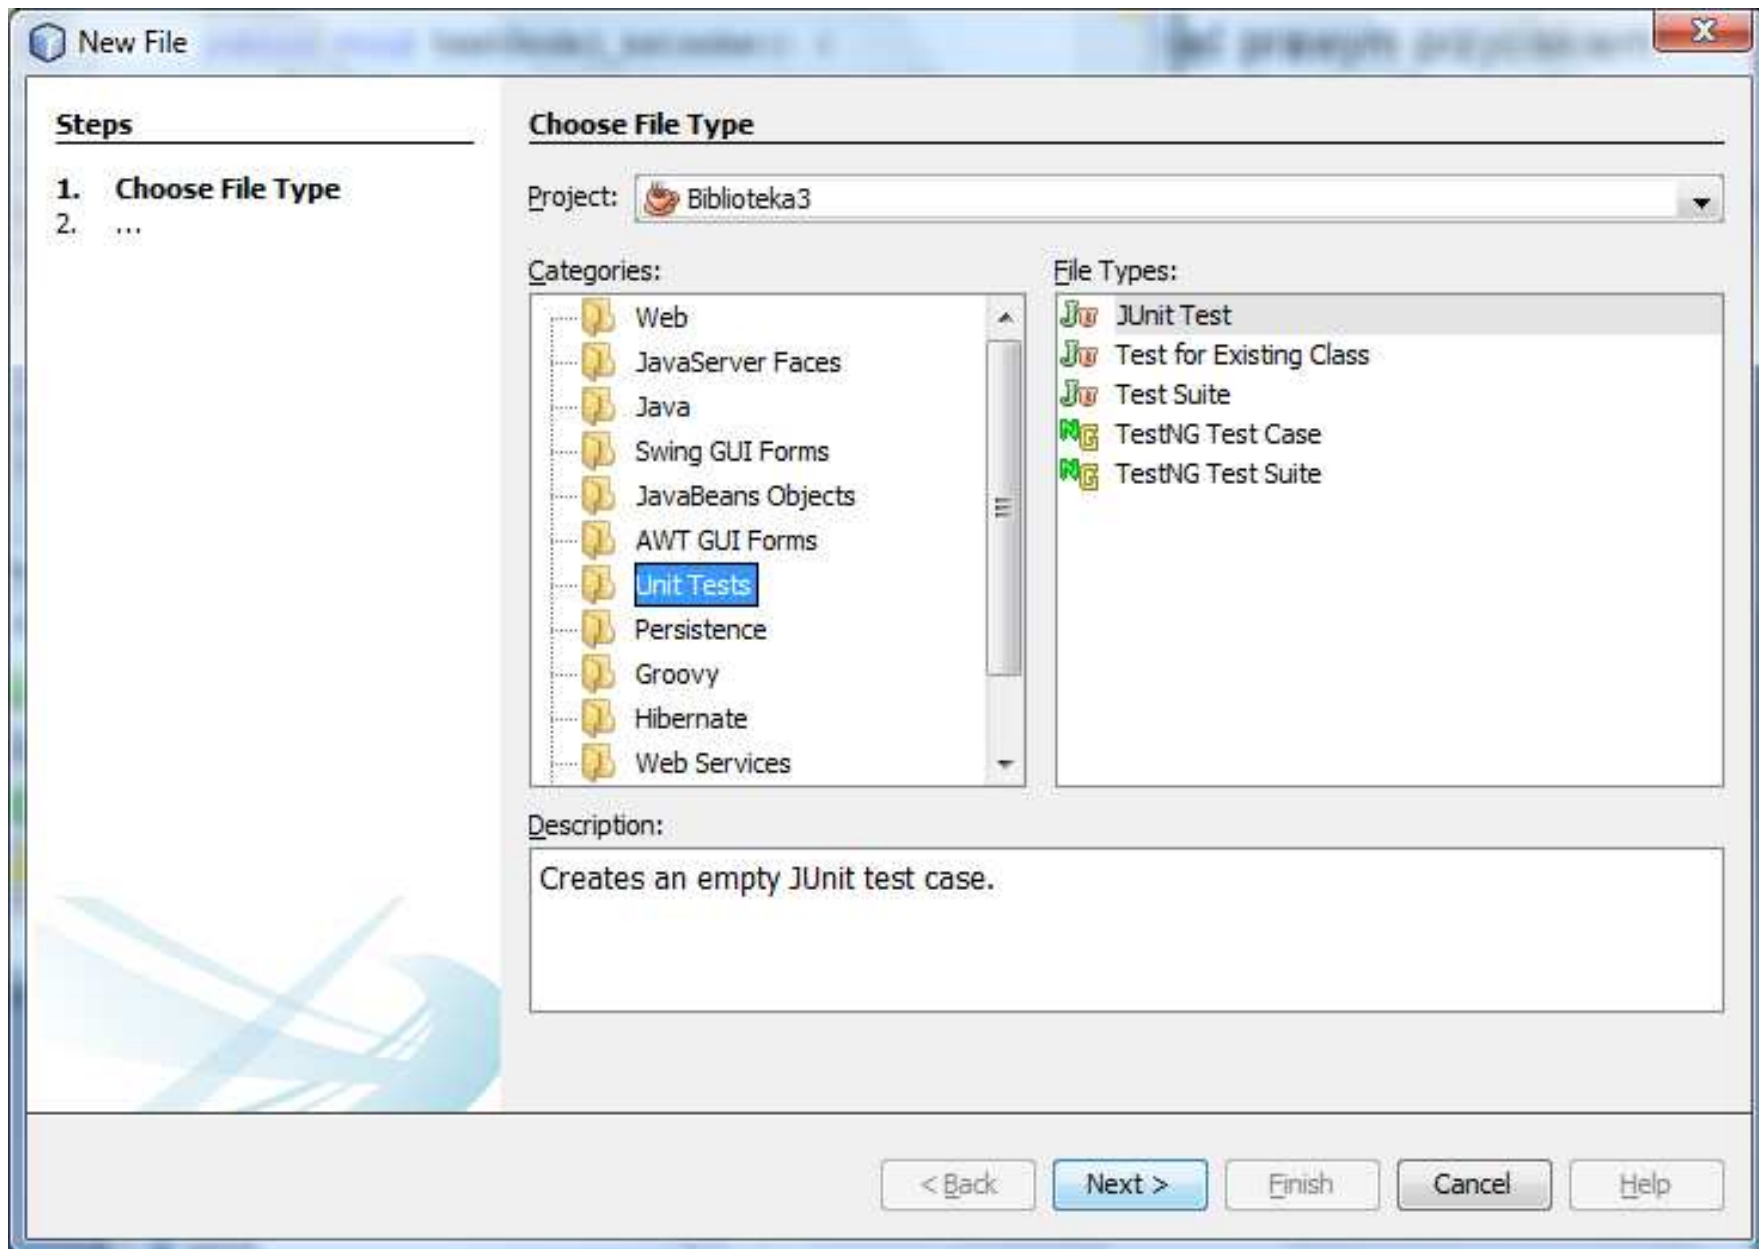 New File
Steps
1. Choose File Type
2. ...
Choose File Type
Project: Biblioteka3
Categories:
Web
JavaServer Faces
Java
Swing GUI Forms
JavaBeans Objects
AWT GUI Forms
Unit Tests
Persistence
Groovy
Hibernate
Web Services
File Types:
JUnit Test
Test for Existing Class
Test Suite
TestNG Test Case
TestNG Test Suite
Description:
Creates an empty JUnit test case.
< Back
Next >
Finish
Cancel
Help